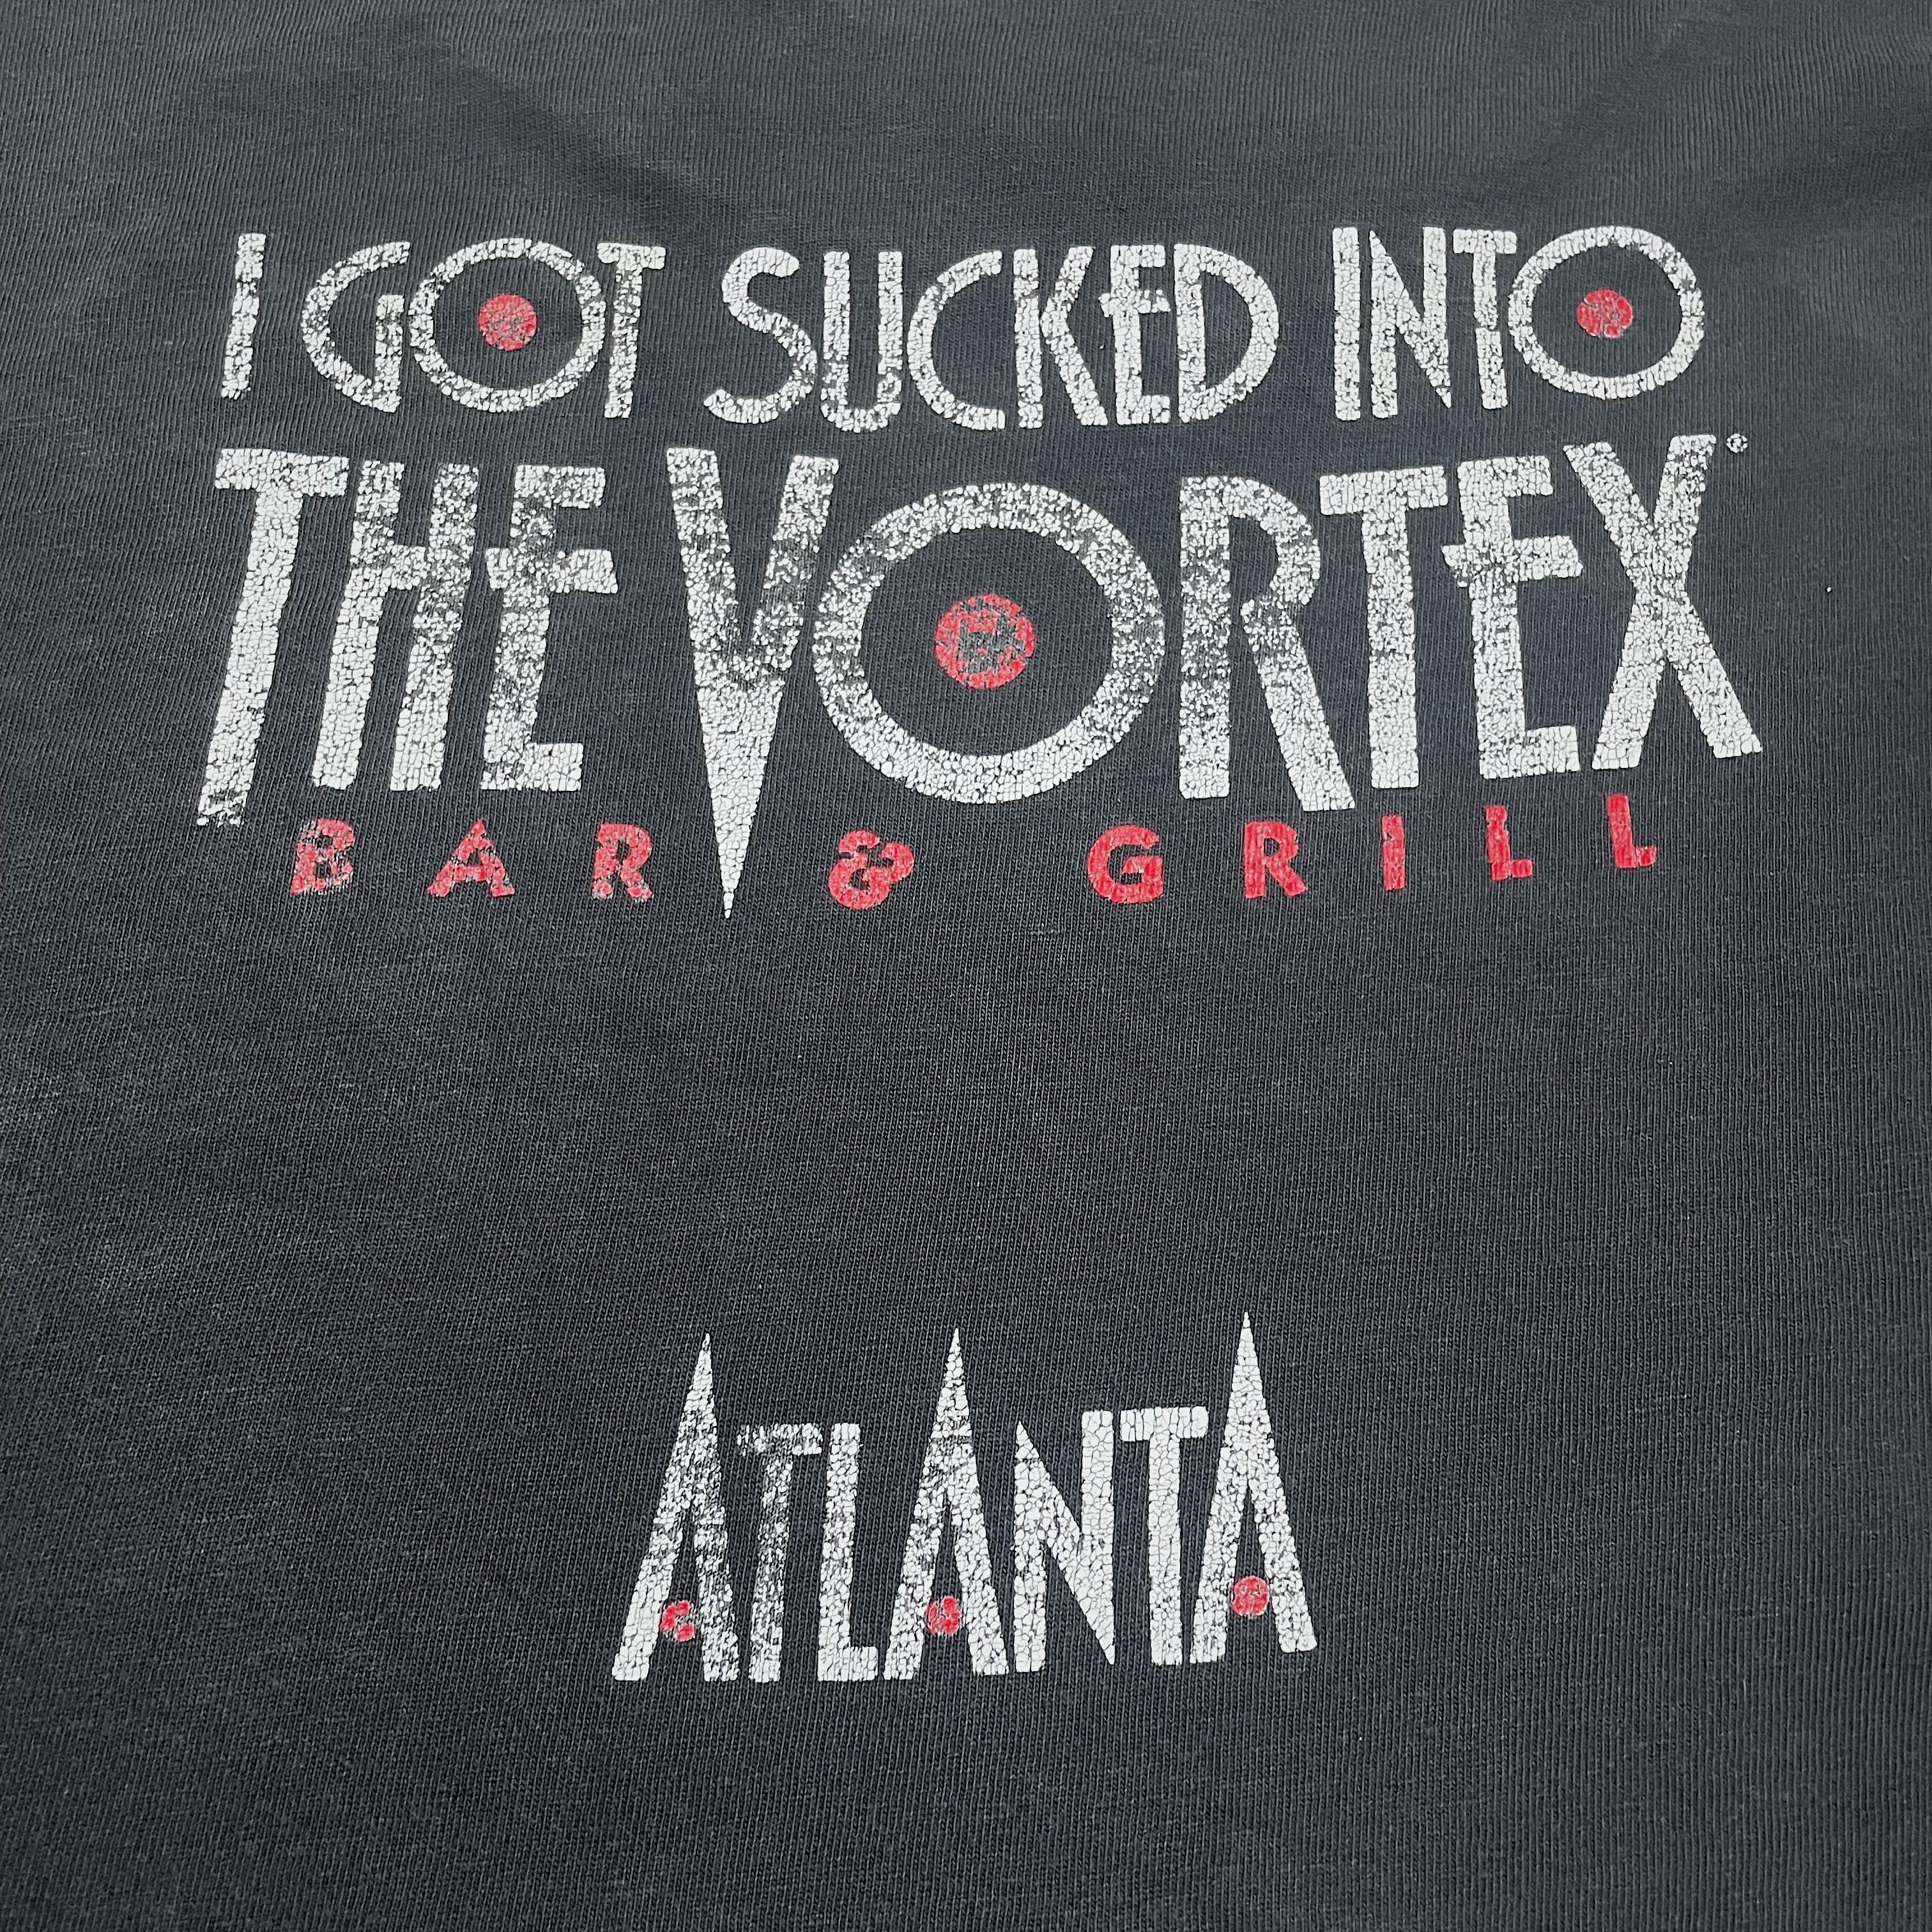 I GOT SUCKED INTO
THE VORTEX®
BAR & GRILL
ATLANTA